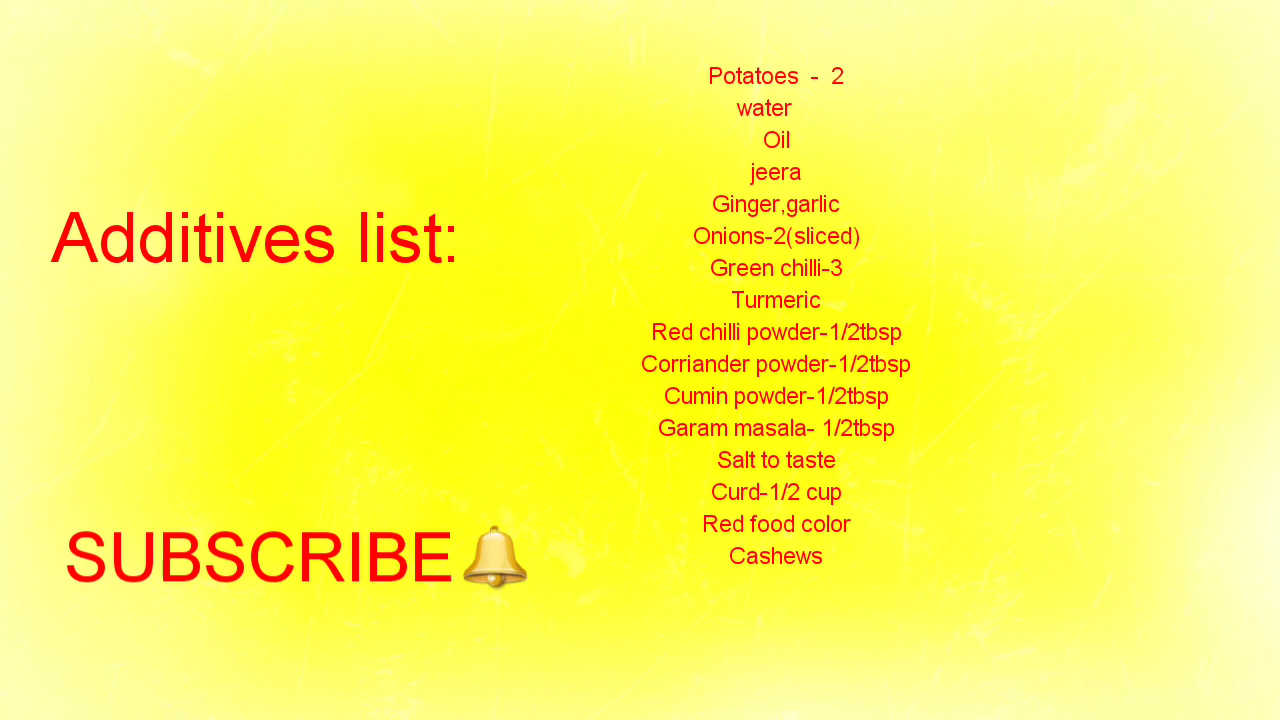 Additives list:
SUBSCRIBE🔔
Potatoes - 2
water
Oil
jeera
Ginger,garlic
Onions-2(sliced)
Green chilli-3
Turmeric
Red chilli powder-1/2tbsp
Corriander powder-1/2tbsp
Cumin powder-1/2tbsp
Garam masala- 1/2tbsp
Salt to taste
Curd-1/2 cup
Red food color
Cashews